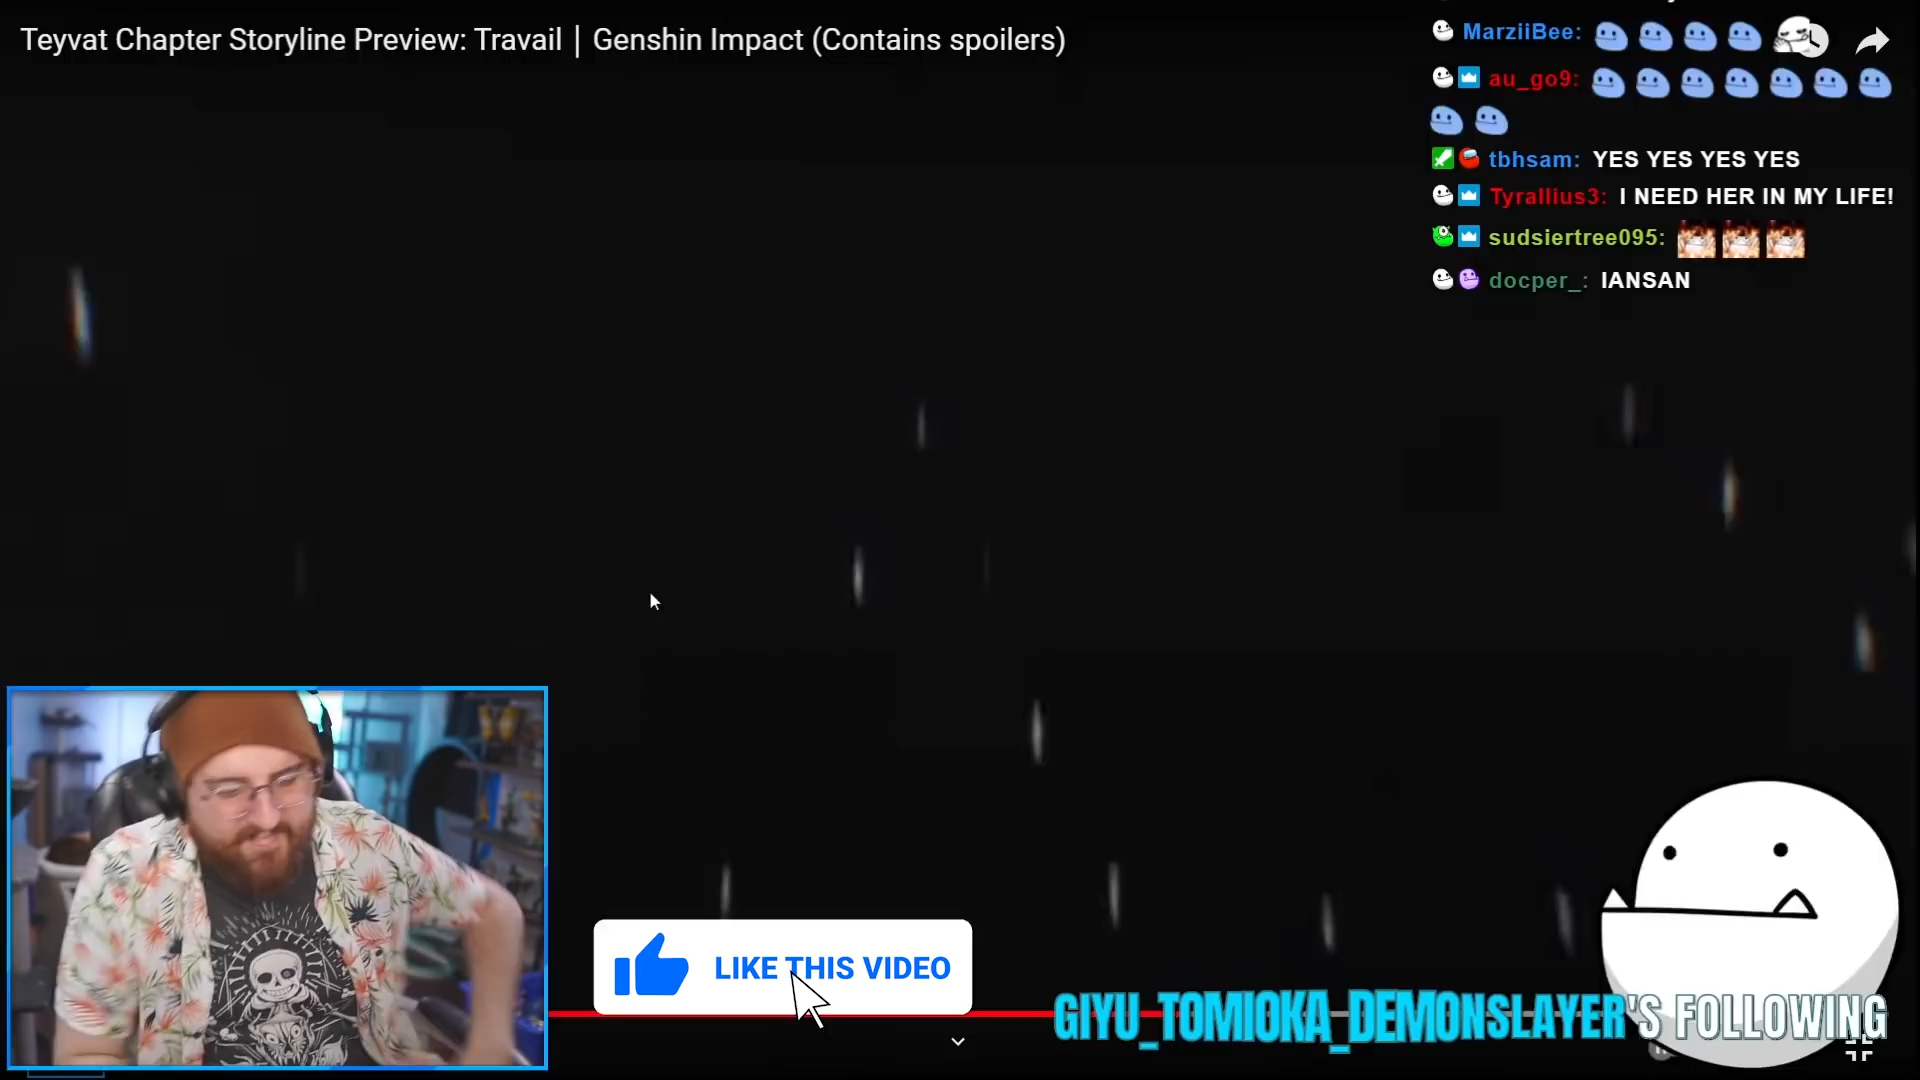 Teyvat Chapter Storyline Preview: Travail | Genshin Impact (Contains spoilers)
MarziiBee:
au_go9:
tbhsam: YES YES YES YES
Tyrallius3: I NEED HER IN MY LIFE!
sudsiertree095:
docper_: IANSAN
LIKE THIS VIDEO
GIYU_TOMIOKA_DEMONSLAYER'S FOLLOWING